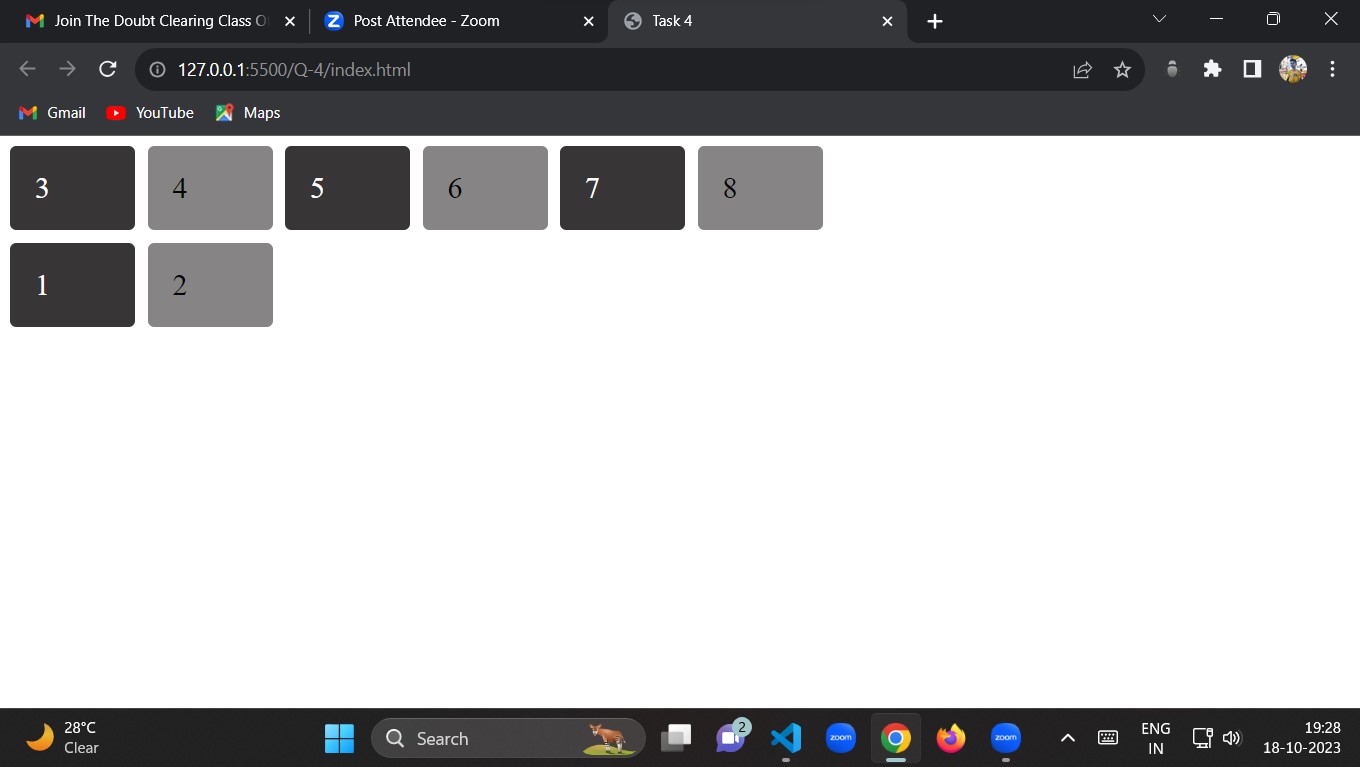 Join The Doubt Clearing Class O
Post Attendee - Zoom
Task 4
127.0.0.1:5500/Q-4/index.html
Gmail
YouTube
Maps
3 4 5 6 7 8
1 2
28°C
Clear
Search
2
zoom
zoom
ENG
IN
19:28
18-10-2023